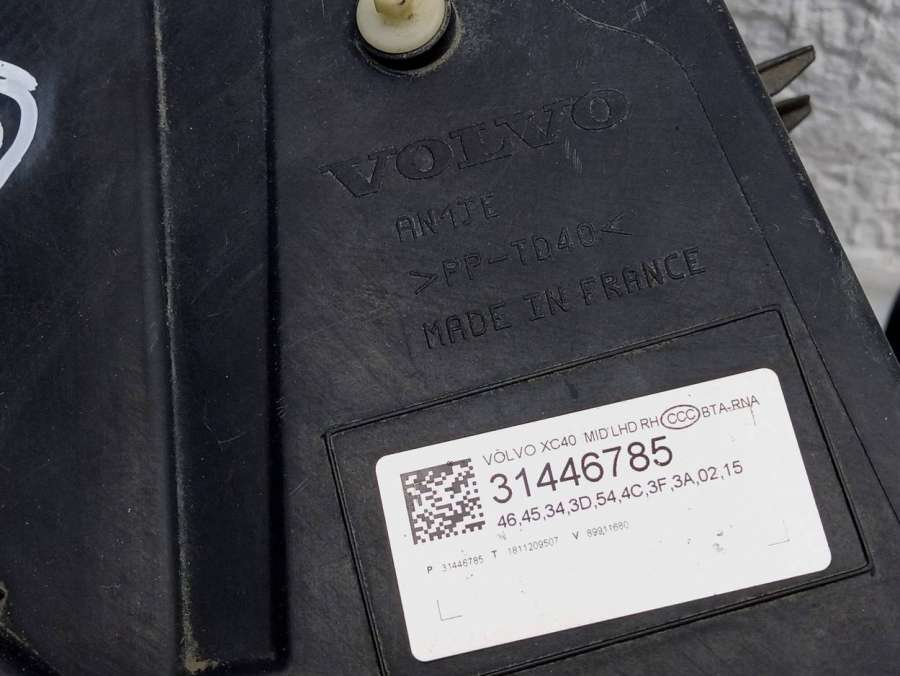 VOLVO
AN4JE
>PP-TD40<
MADE IN FRANCE
VOLVO XC40 MID LHD RH CCC BTA-RNA
31446785
46,45,34,3D,54,4C,3F,3A,02,15
P 31446785 T 1811209507 V 89911680